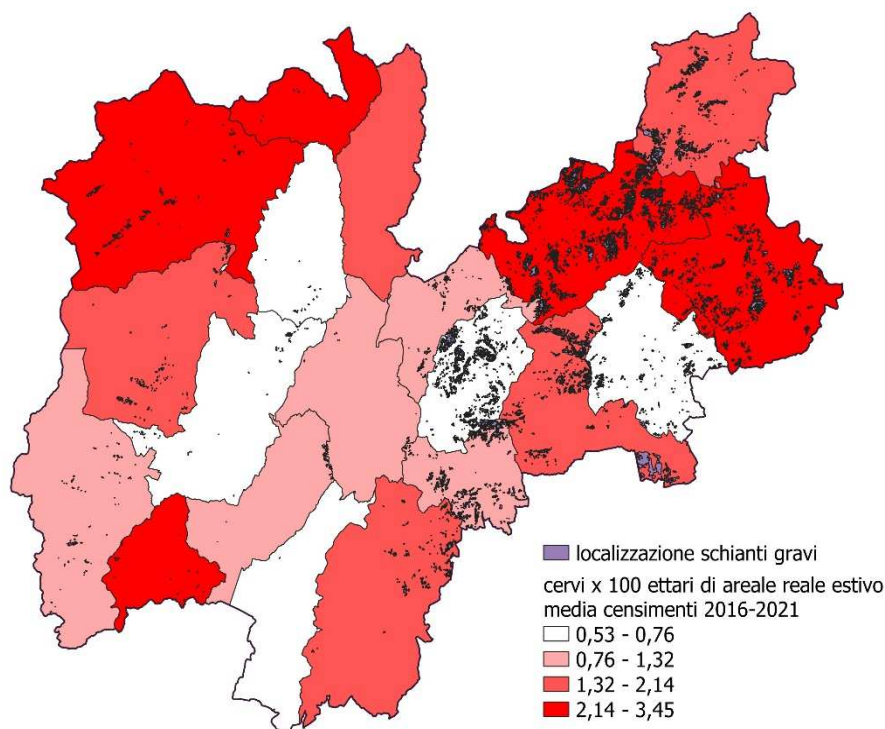 localizzazione schianti gravi
cervi x 100 ettari di areale reale estivo
media censimenti 2016-2021
0,53 - 0,76
0,76 - 1,32
1,32 - 2,14
2,14 - 3,45